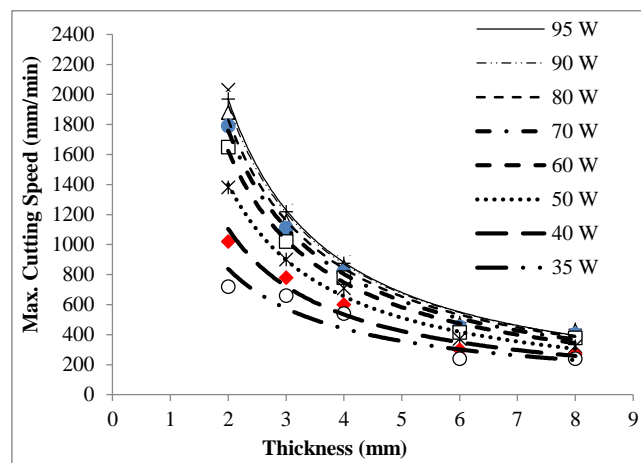 2400
2200
2000
1800
1600
1400
1200
1000
800
600
400
200
0
Max. Cutting Speed (mm/min)
0 1 2 3 4 5 6 7 8 9
Thickness (mm)
95 W
90 W
80 W
70 W
60 W
50 W
40 W
35 W